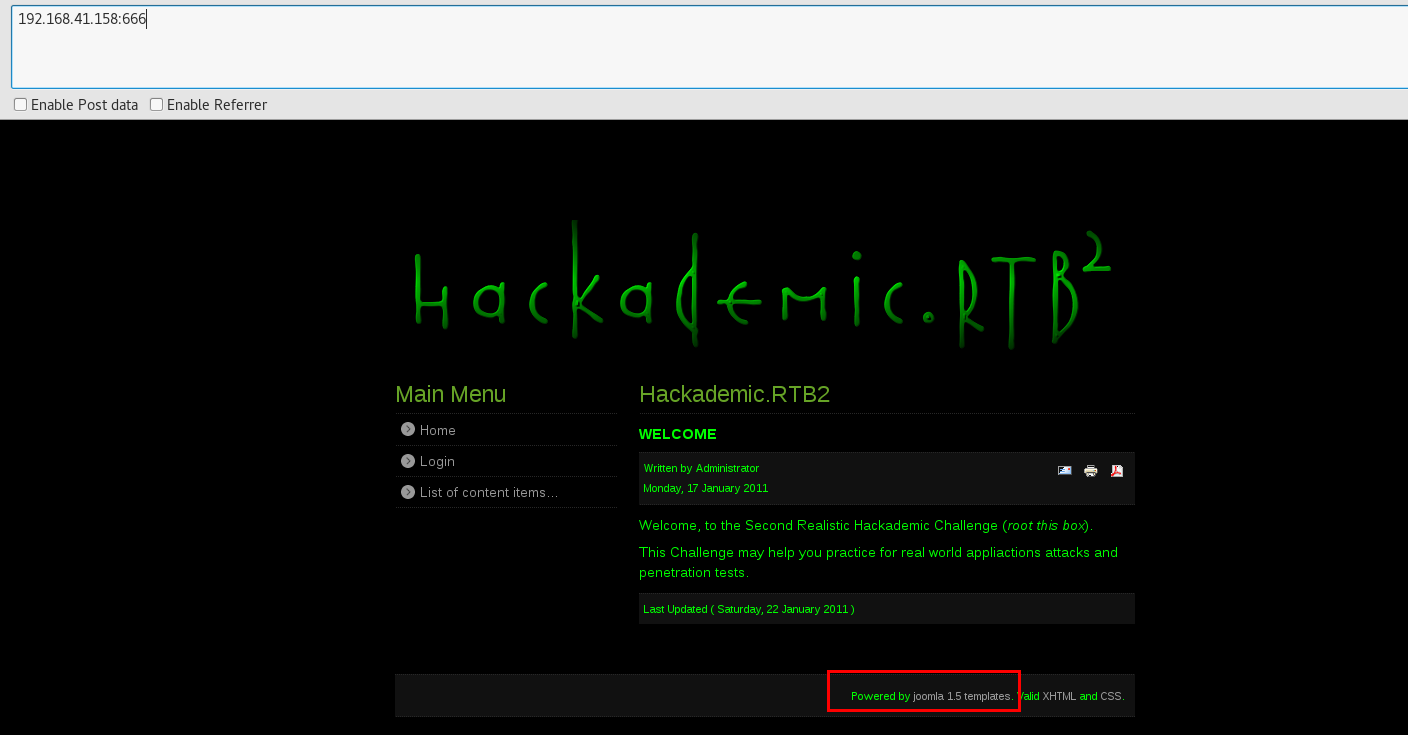 192.168.41.158:666
Enable Post data Enable Referrer
hackademic.RTB2
Main Menu
Home
Login
List of content items...
Hackademic.RTB2
WELCOME
Written by Administrator
Monday, 17 January 2011
Welcome, to the Second Realistic Hackademic Challenge (root this box).
This Challenge may help you practice for real world appliactions attacks and
penetration tests.
Last Updated ( Saturday, 22 January 2011 )
Powered by joomla 1.5 templates. Valid XHTML and CSS.